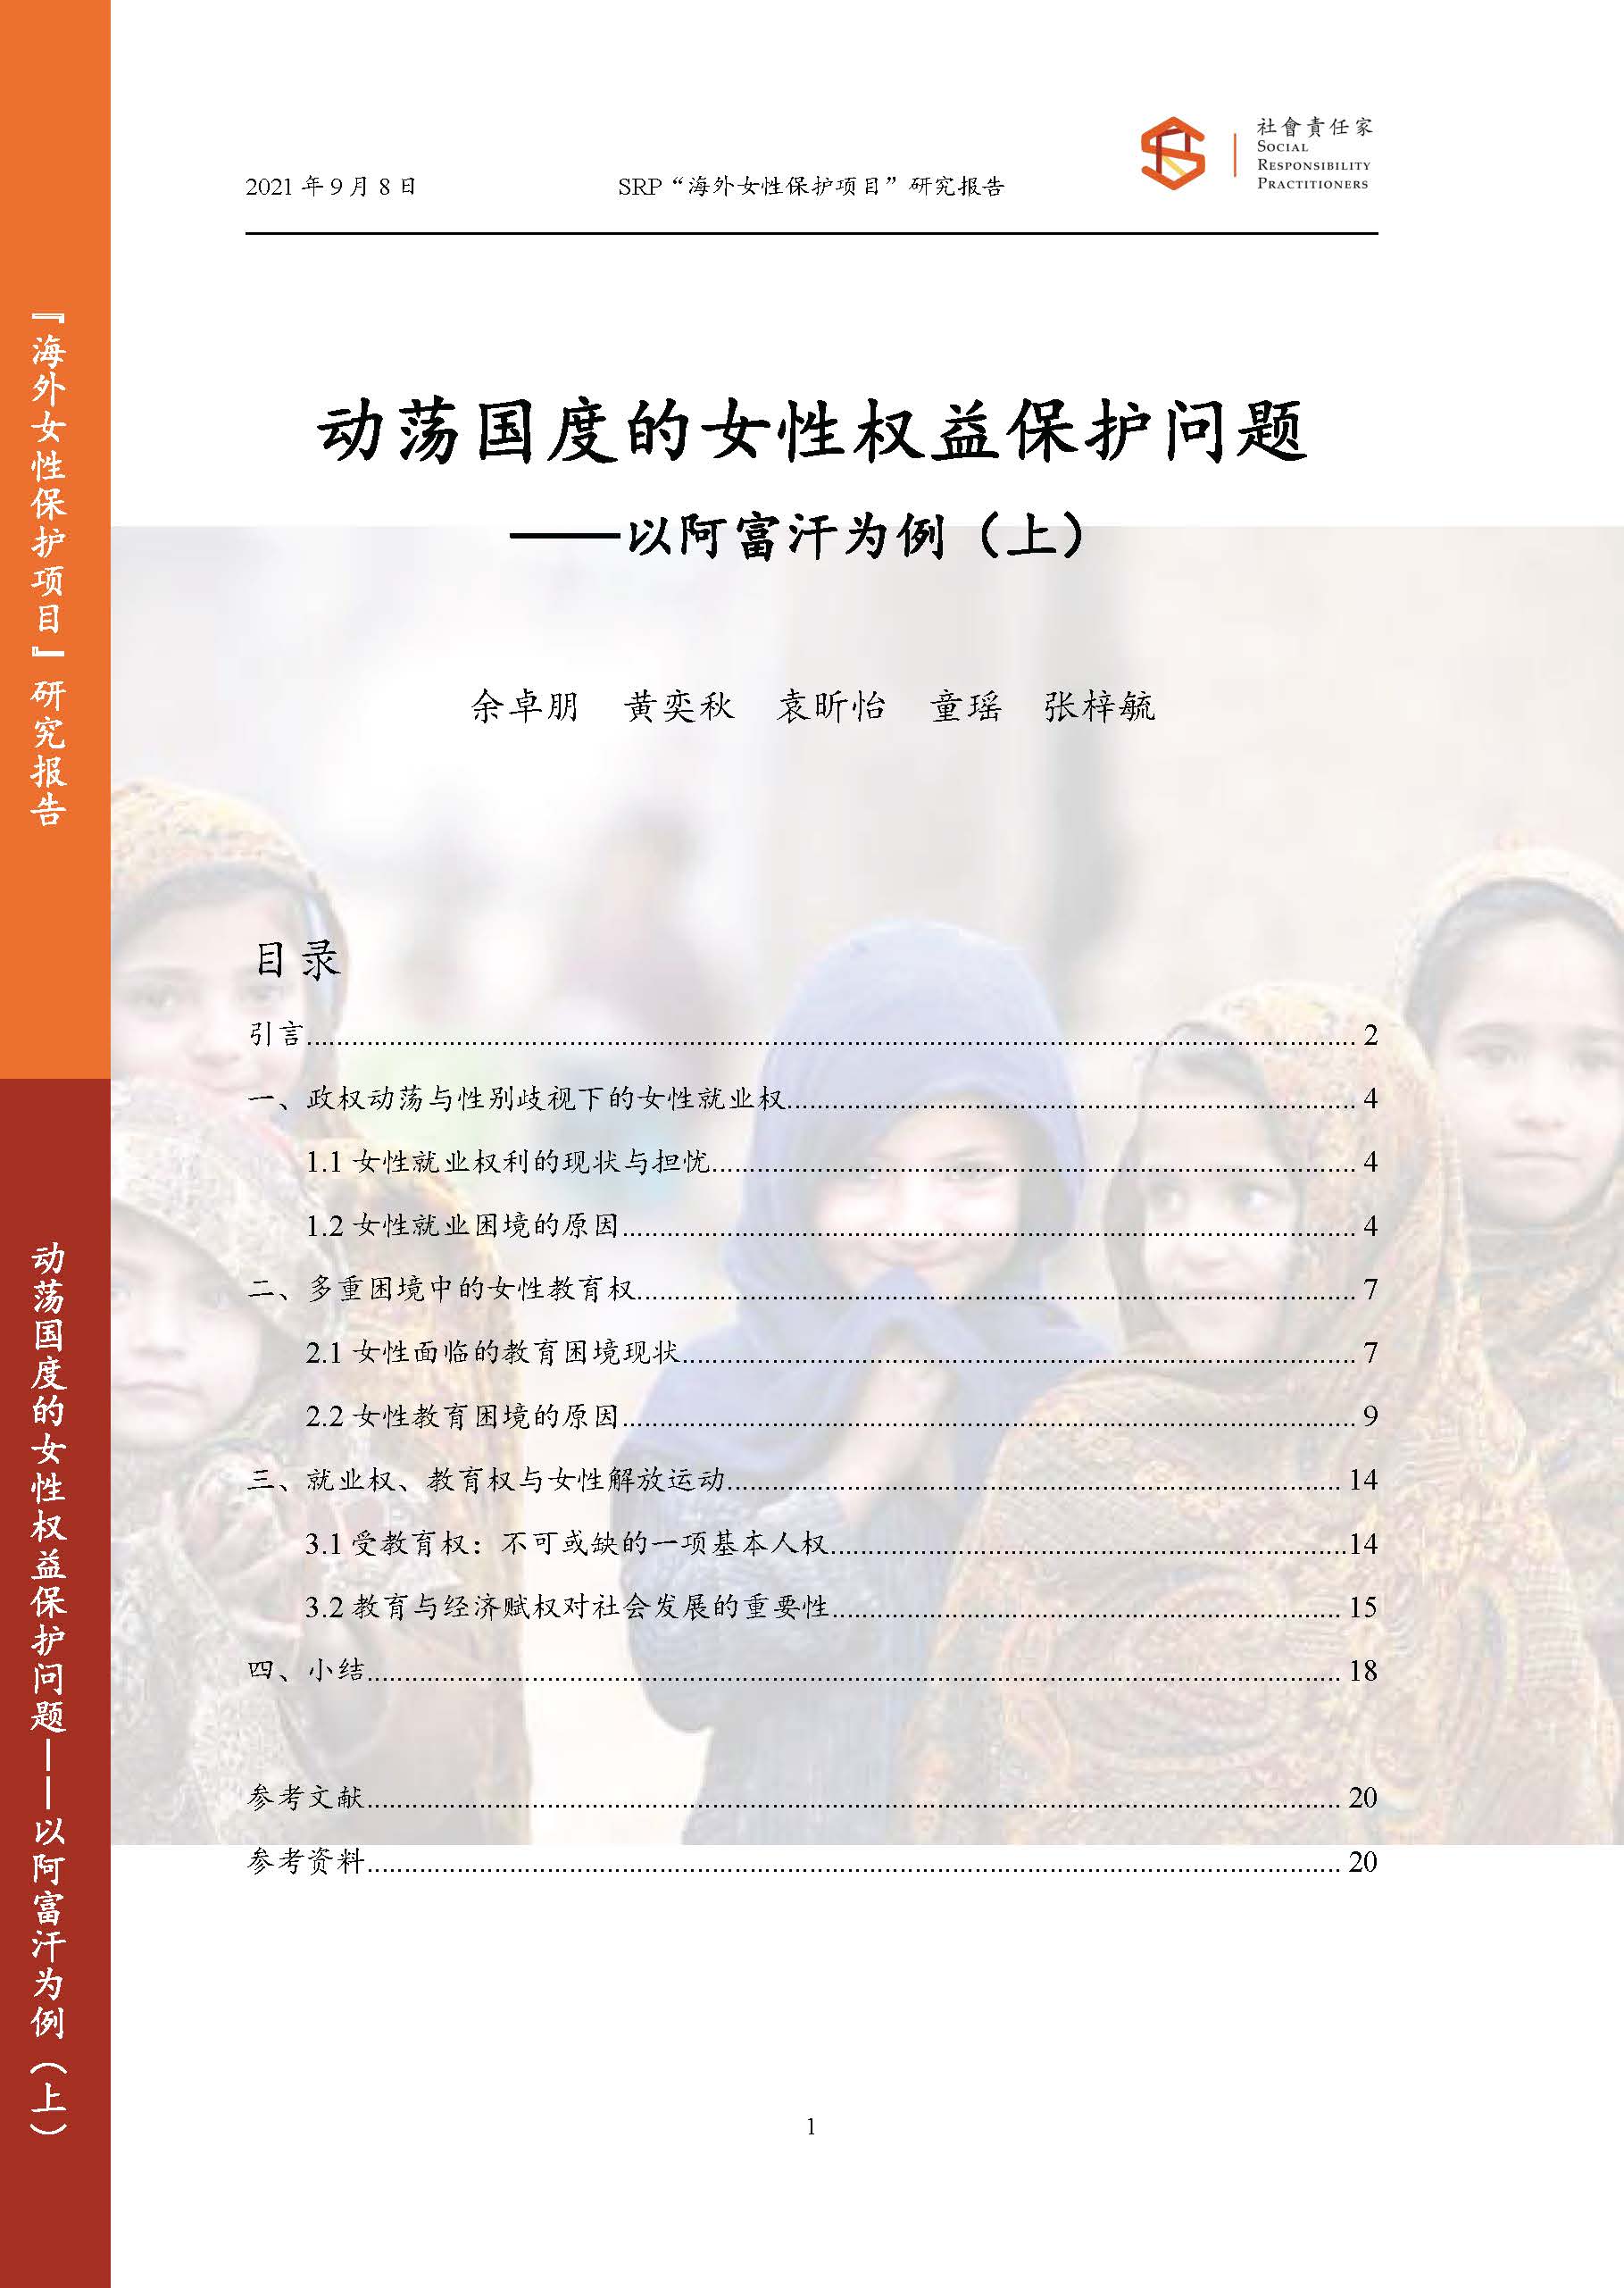 2021 年 9 月 8 日
SRP“海外女性保护项目”研究报告
社會責任家
SOCIAL
RESPONSIBILITY
PRACTITIONERS
『海外女性保护项目』研究报告
动荡国度的女性权益保护问题——以阿富汗为例（上）
动荡国度的女性权益保护问题
——以阿富汗为例（上）
余卓朋 黄奕秋 袁昕怡 童瑶 张梓毓
目录
引言 2
一、政权动荡与性别歧视下的女性就业权 4
1.1 女性就业权利的现状与担忧 4
1.2 女性就业困境的原因 4
二、多重困境中的女性教育权 7
2.1 女性面临的教育困境现状 7
2.2 女性教育困境的原因 9
三、就业权、教育权与女性解放运动 14
3.1 受教育权：不可或缺的一项基本人权 14
3.2 教育与经济赋权对社会发展的重要性 15
四、小结 18
参考文献 20
参考资料 20
1